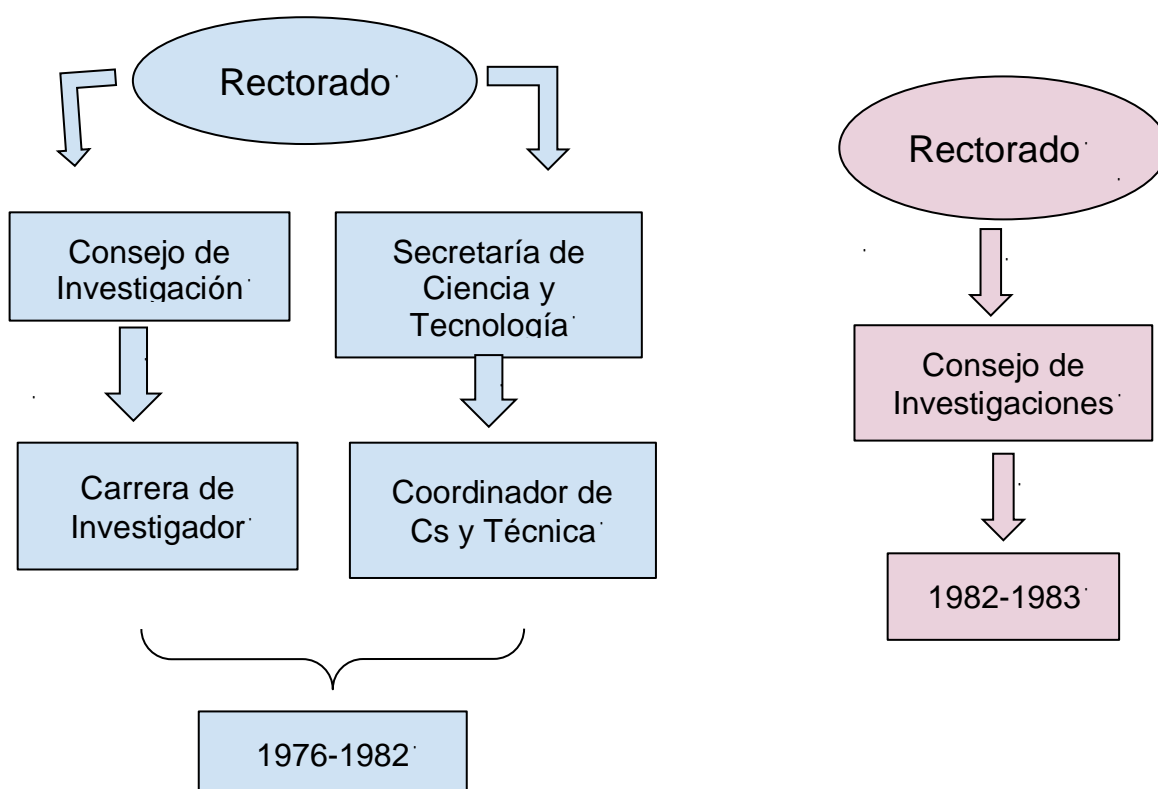 Rectorado
Consejo de
Investigación
Secretaría de
Ciencia y
Tecnología
Carrera de
Investigador
Coordinador de
Cs y Técnica
1976-1982
Rectorado
Consejo de
Investigaciones
1982-1983